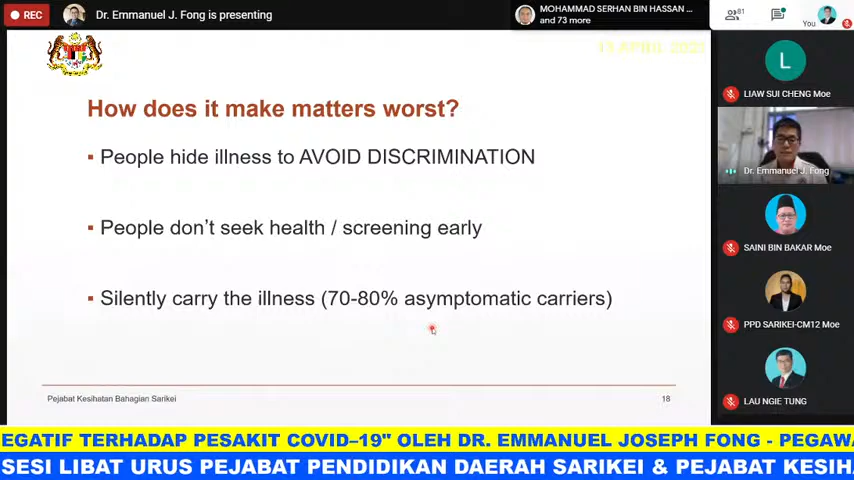 REC
Dr. Emmanuel J. Fong is presenting
MOHAMMAD SERHAN BIN HASSAN ...
and 73 more
81
You
How does it make matters worst?
▪ People hide illness to AVOID DISCRIMINATION
▪ People don't seek health / screening early
▪ Silently carry the illness (70-80% asymptomatic carriers)
Pejabat Kesihatan Bahagian Sarikei
18
L
LIAW SUI CHENG Moe
Dr. Emmanuel J. Fong
SAINI BIN BAKAR Moe
PPD SARIKEI-CM12 Moe
LAU NGIE TUNG
EGATIF TERHADAP PESAKIT COVID–19" OLEH DR. EMMANUEL JOSEPH FONG - PEGAWA
SESI LIBAT URUS PEJABAT PENDIDIKAN DAERAH SARIKEI & PEJABAT KESIHA